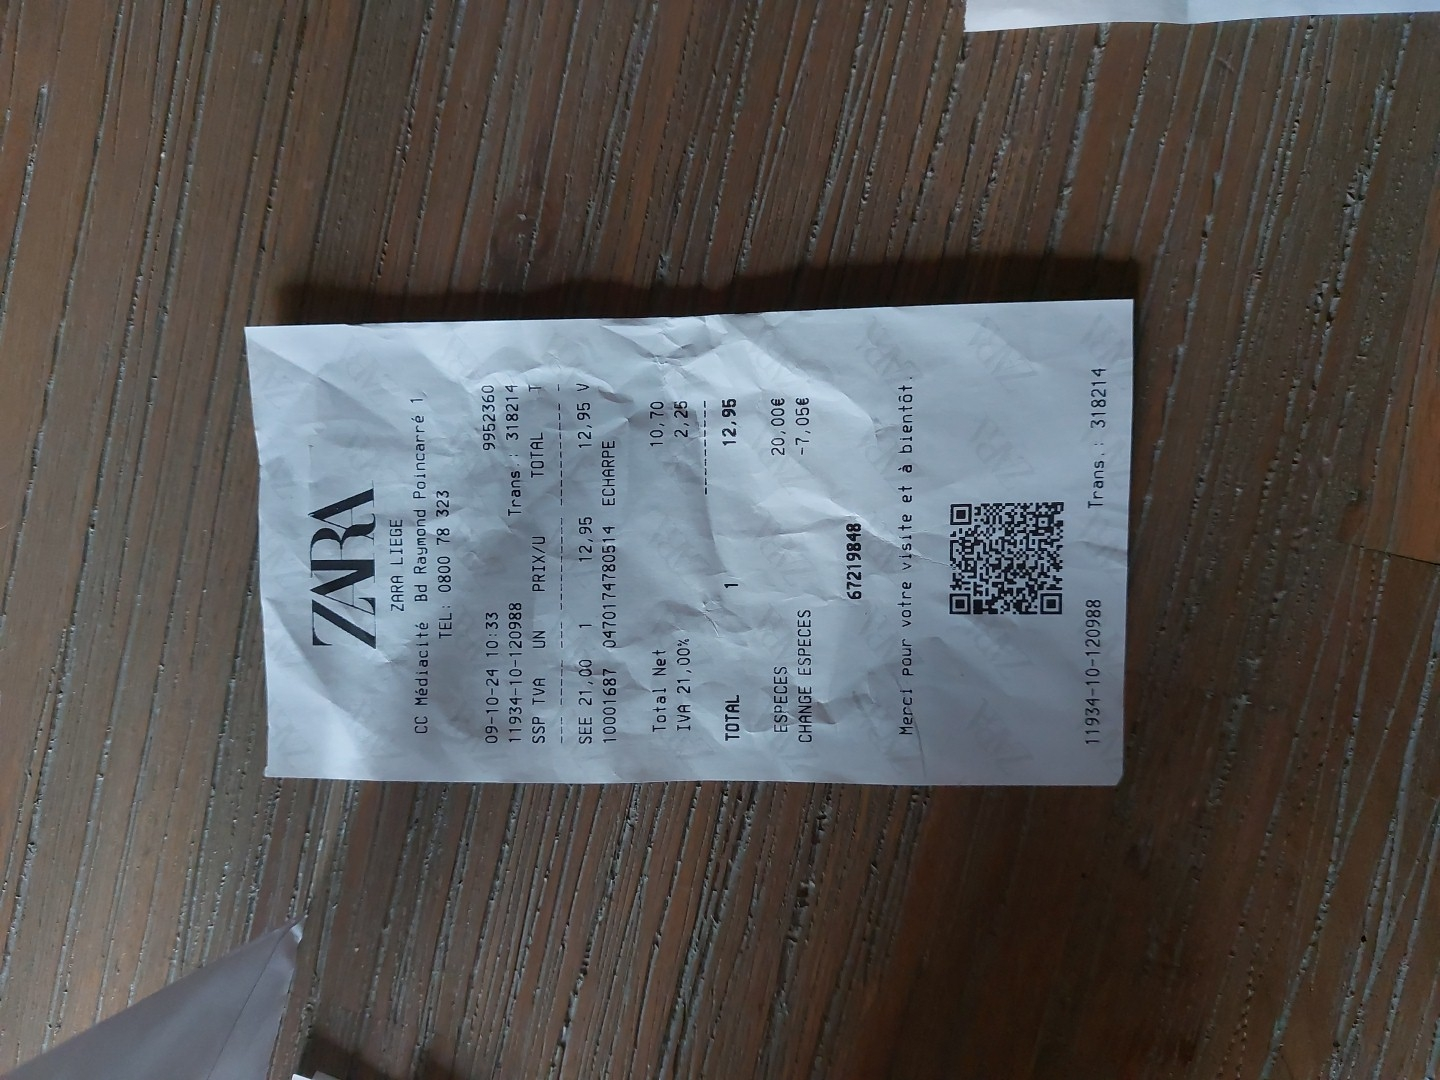 ZARA
ZARA LIEGE
CC Médiacité Bd Raymond Poincarré 1,
TEL: 0800 78 323
09-10-24 10:33 9952360
11934-10-120988 Trans.: 318214
SSP TVA UN PRIX/U TOTAL T
SEE 21,00 1 12,95 12,95 V
10001687 0470174780514 ECHARPE
Total Net 10,70
IVA 21,00% 2,25
TOTAL 1 12,95
ESPECES 20,00€
CHANGE ESPECES -7,05€
67219848
Merci pour votre visite et à bientôt.
11934-10-120988 Trans.: 318214